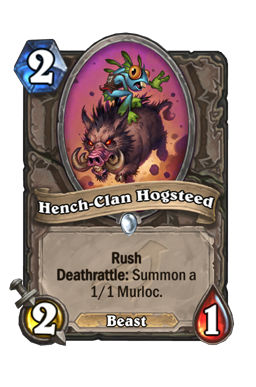 2
Hench-Clan Hogsteed
Rush
Deathrattle: Summon a
1/1 Murloc.
2
Beast
1